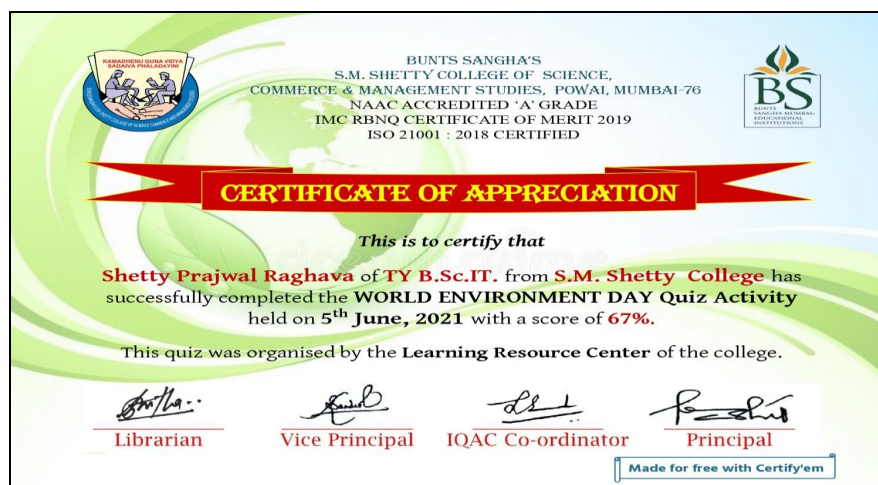 KAMADHENU GUNA VIDYA
SADAIVA PHALADAYINI
BUNTS SANGHA'S
S.M. SHETTY COLLEGE OF SCIENCE,
COMMERCE & MANAGEMENT STUDIES, POWAI, MUMBAI-76
NAAC ACCREDITED 'A' GRADE
IMC RBNQ CERTIFICATE OF MERIT 2019
ISO 21001 : 2018 CERTIFIED
BS
BUNTS
SANGHA MUMBAI
EDUCATIONAL
INSTITUTIONS
CERTIFICATE OF APPRECIATION
This is to certify that
Shetty Prajwal Raghava of TY B.Sc.IT. from S.M. Shetty College has
successfully completed the WORLD ENVIRONMENT DAY Quiz Activity
held on 5th June, 2021 with a score of 67%.
This quiz was organised by the Learning Resource Center of the college.
Librarian Vice Principal IQAC Co-ordinator Principal
Made for free with Certify'em